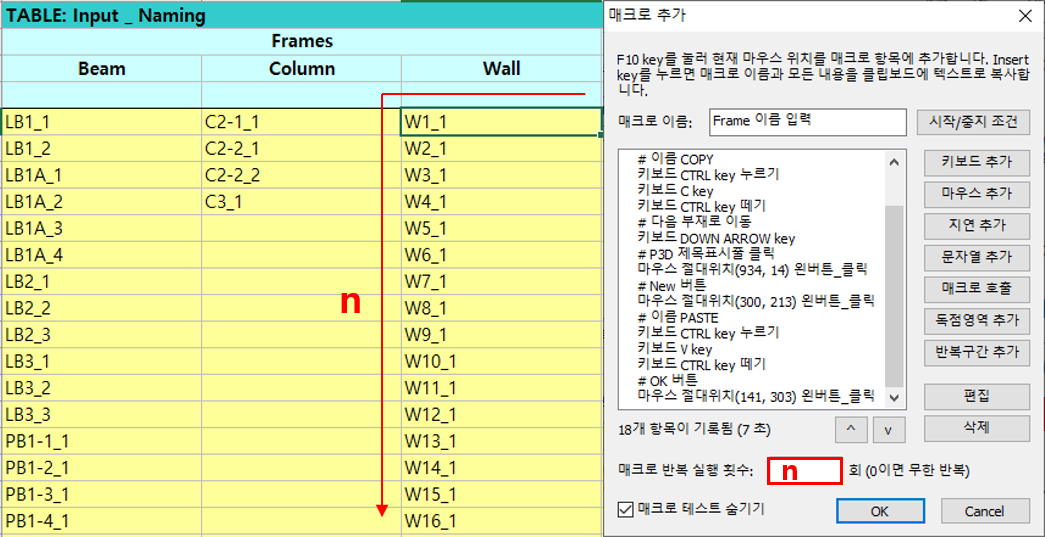 TABLE: Input _ Naming
Frames
Beam Column Wall
LB1_1 C2-1_1 W1_1
LB1_2 C2-2_1 W2_1
LB1A_1 C2-2_2 W3_1
LB1A_2 C3_1 W4_1
LB1A_3 W5_1
LB1A_4 W6_1
LB2_1 W7_1
LB2_2 W8_1
LB2_3 W9_1
LB3_1 W10_1
LB3_2 W11_1
LB3_3 W12_1
PB1-1_1 W13_1
PB1-2_1 W14_1
PB1-3_1 W15_1
PB1-4_1 W16_1
n
매크로 추가
F10 key를 눌러 현재 마우스 위치를 매크로 항목에 추가합니다. Insert
key를 누르면 매크로 이름과 모든 내용을 클립보드에 텍스트로 복사합
니다.
매크로 이름: Frame 이름 입력 시작/중지 조건
# 이름 COPY
키보드 CTRL key 누르기
키보드 C key
키보드 CTRL key 떼기
# 다음 부재로 이동
키보드 DOWN ARROW key
# P3D 제목표시줄 클릭
마우스 절대위치(934, 14) 왼버튼_클릭
# New 버튼
마우스 절대위치(300, 213) 왼버튼_클릭
# 이름 PASTE
키보드 CTRL key 누르기
키보드 V key
키보드 CTRL key 떼기
# OK 버튼
마우스 절대위치(141, 303) 왼버튼_클릭
키보드 추가
마우스 추가
지연 추가
문자열 추가
매크로 호출
독점영역 추가
반복구간 추가
편집
삭제
18개 항목이 기록됨 (7 초) ^ v
매크로 반복 실행 횟수: n 회 (0이면 무한 반복)
매크로 테스트 숨기기 OK Cancel